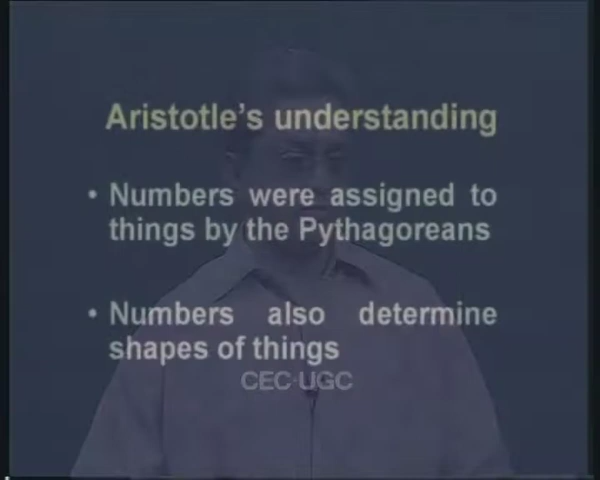 Aristotle's understanding
• Numbers were assigned to
things by the Pythagoreans
• Numbers also determine
shapes of things
CEC-UGC